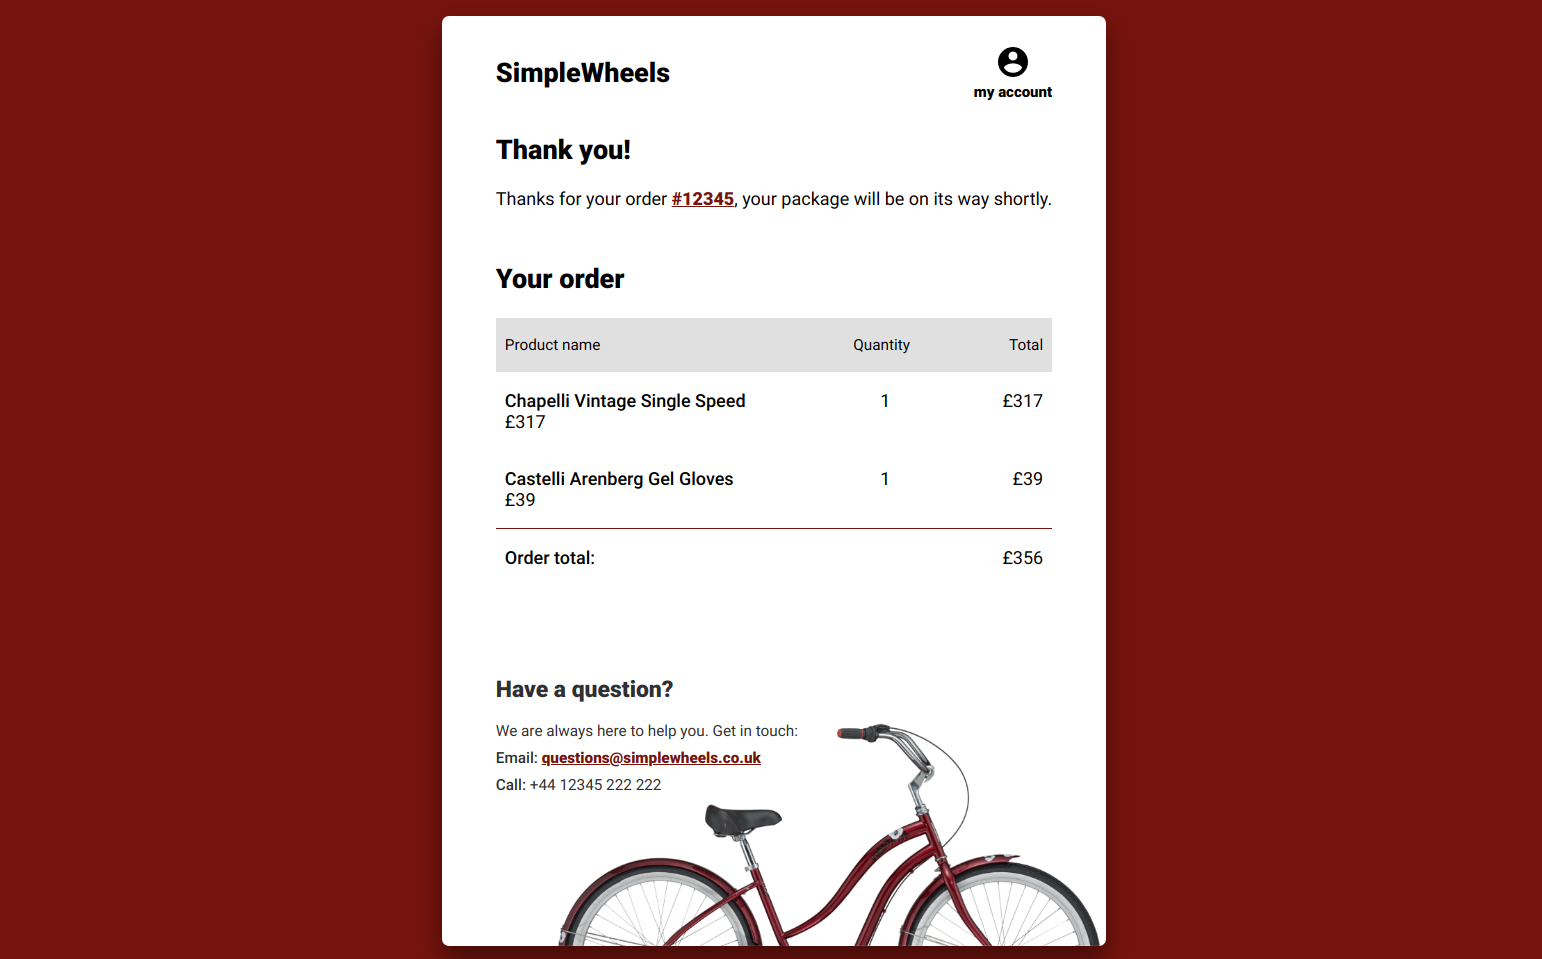 SimpleWheels
my account
Thank you!
Thanks for your order #12345, your package will be on its way shortly.
Your order
Product name Quantity Total
Chapelli Vintage Single Speed 1 £317
£317
Castelli Arenberg Gel Gloves 1 £39
£39
Order total: £356
Have a question?
We are always here to help you. Get in touch:
Email: questions@simplewheels.co.uk
Call: +44 12345 222 222